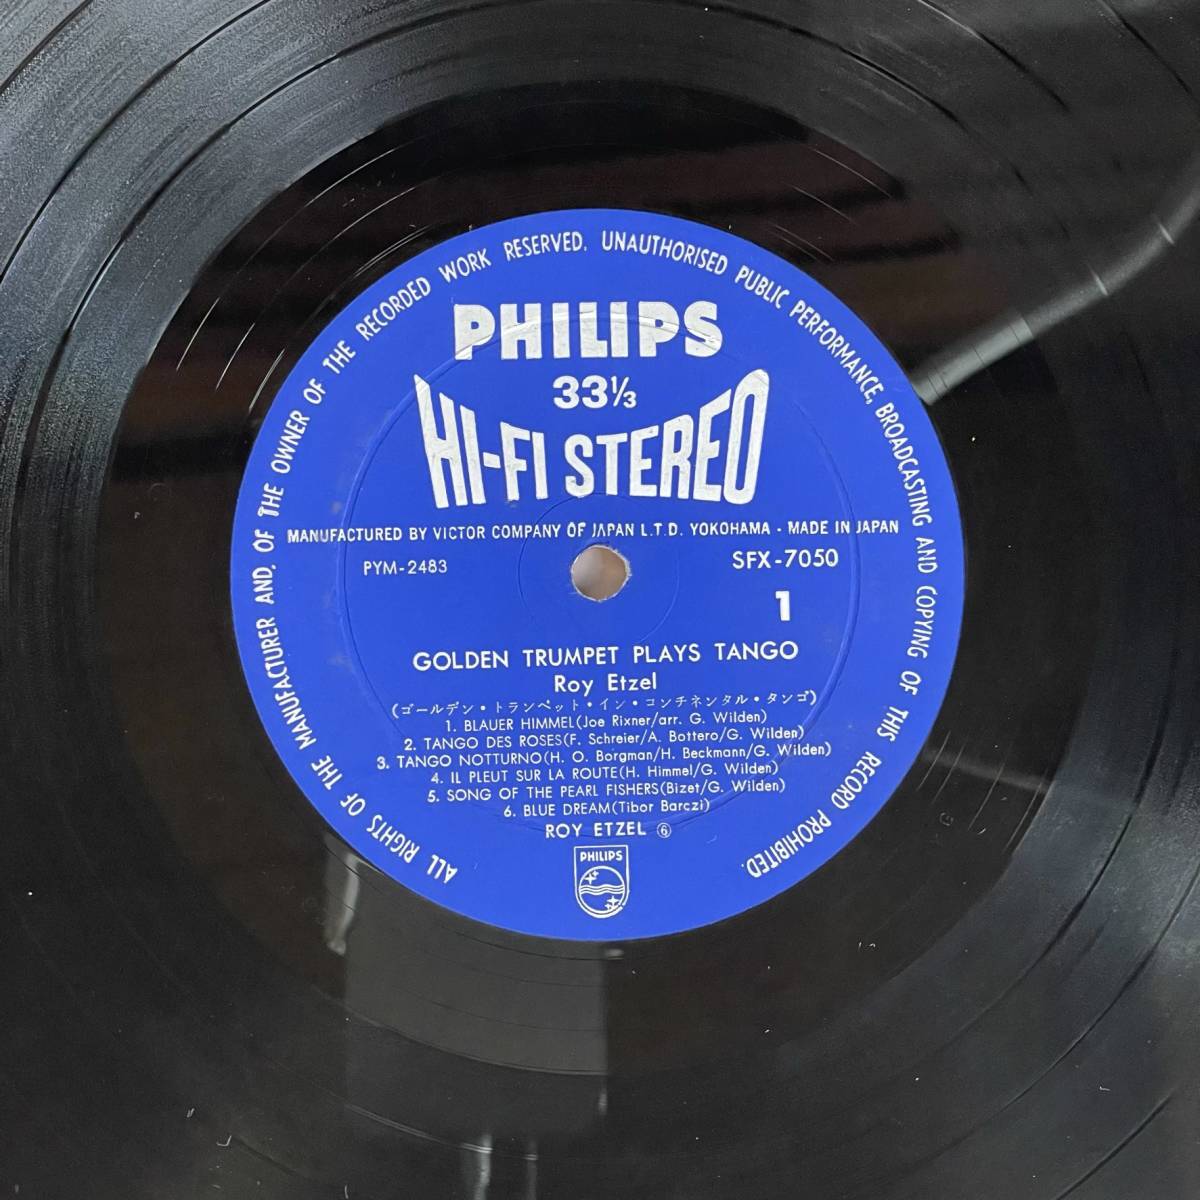 ALL RIGHTS OF THE MANUFACTURER AND, OF THE OWNER OF THE RECORDED WORK RESERVED. UNAUTHORISED PUBLIC PERFORMANCE, BROADCASTING AND COPYING OF THIS RECORD PROHIBITED.
PHILIPS
33⅓
HI-FI STEREO
MANUFACTURED BY VICTOR COMPANY OF JAPAN L.T.D. YOKOHAMA · MADE IN JAPAN
PYM-2483 SFX-7050
1
GOLDEN TRUMPET PLAYS TANGO
Roy Etzel
(ゴールデン・トランペット・イン・コンチネンタル・タンゴ)
1. BLAUER HIMMEL(Joe Rixner/arr. G. Wilden)
2. TANGO DES ROSES(F. Schreier/A. Bottero/G. Wilden)
3. TANGO NOTTURNO(H. O. Borgman/H. Beckmann/G. Wilden)
4. IL PLEUT SUR LA ROUTE(H. Himmel/G. Wilden)
5. SONG OF THE PEARL FISHERS(Bizet/G. Wilden)
6. BLUE DREAM(Tibor Barczi)
ROY ETZEL ⑥
PHILIPS